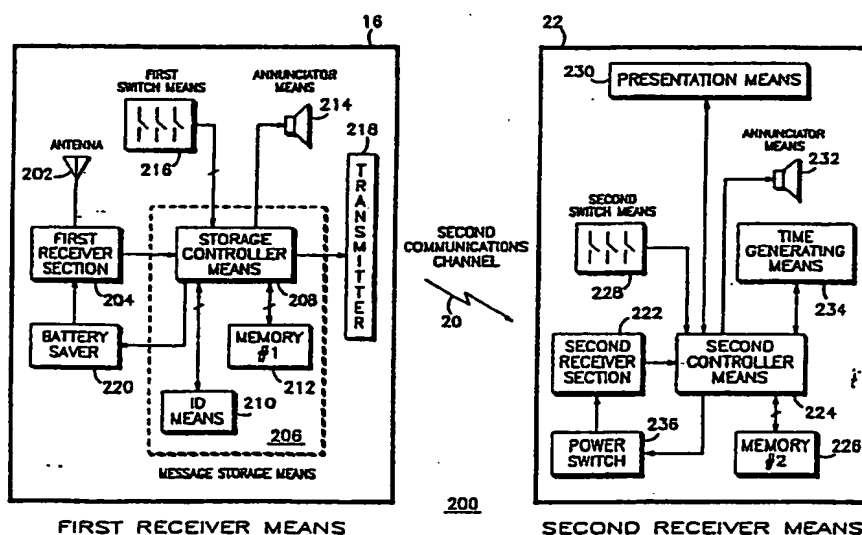 16
FIRST
SWITCH MEANS
216
ANNUNCIATOR
MEANS
214
218
TRANSMITTER
ANTENNA
202
FIRST
RECEIVER
SECTION
204
STORAGE
CONTROLLER
MEANS
208
BATTERY
SAVER
220
ID
MEANS
210
MEMORY
#1
212
206
MESSAGE STORAGE MEANS
FIRST RECEIVER MEANS
SECOND
COMMUNICATIONS
CHANNEL
20
200
22
230
PRESENTATION MEANS
ANNUNCIATOR
MEANS
232
SECOND
SWITCH MEANS
228
TIME
GENERATING
MEANS
234
222
SECOND
RECEIVER
SECTION
SECOND
CONTROLLER
MEANS
224
236
POWER
SWITCH
MEMORY
#2
226
SECOND RECEIVER MEANS